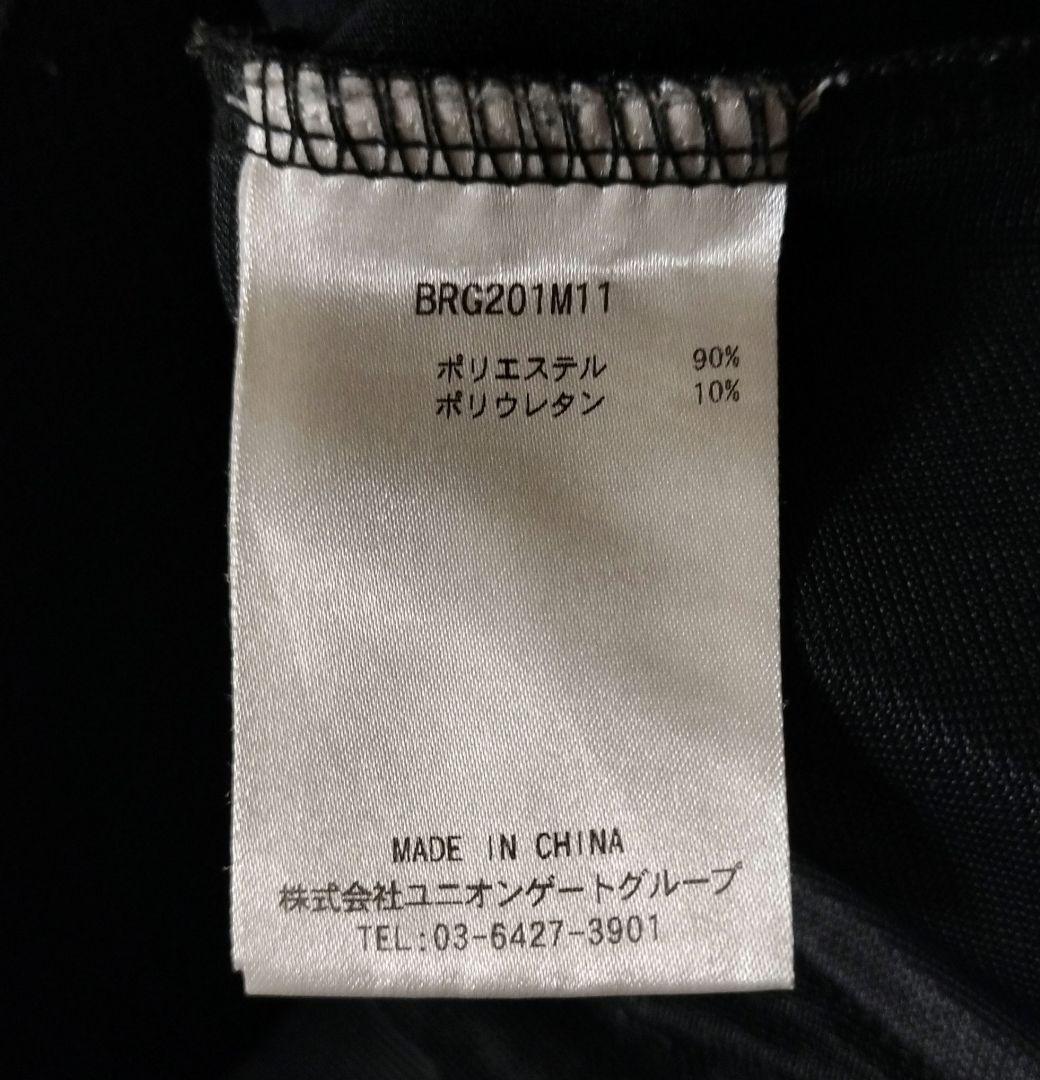 BRG201M11
ポリエステル 90%
ポリウレタン 10%
MADE IN CHINA
株式会社ユニオンゲートグループ
TEL:03-6427-3901